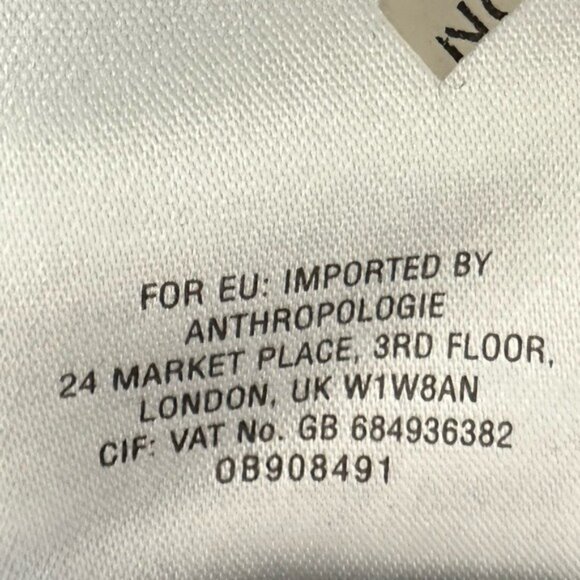 FOR EU: IMPORTED BY
ANTHROPOLOGIE
24 MARKET PLACE, 3RD FLOOR,
LONDON, UK W1W8AN
CIF: VAT No. GB 684936382
0B908491